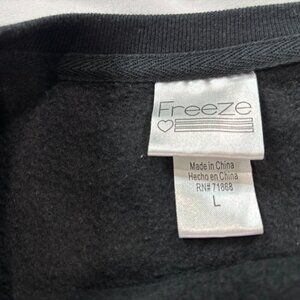 Freeze
Made in China
Hecho en China
RN# 71868
L